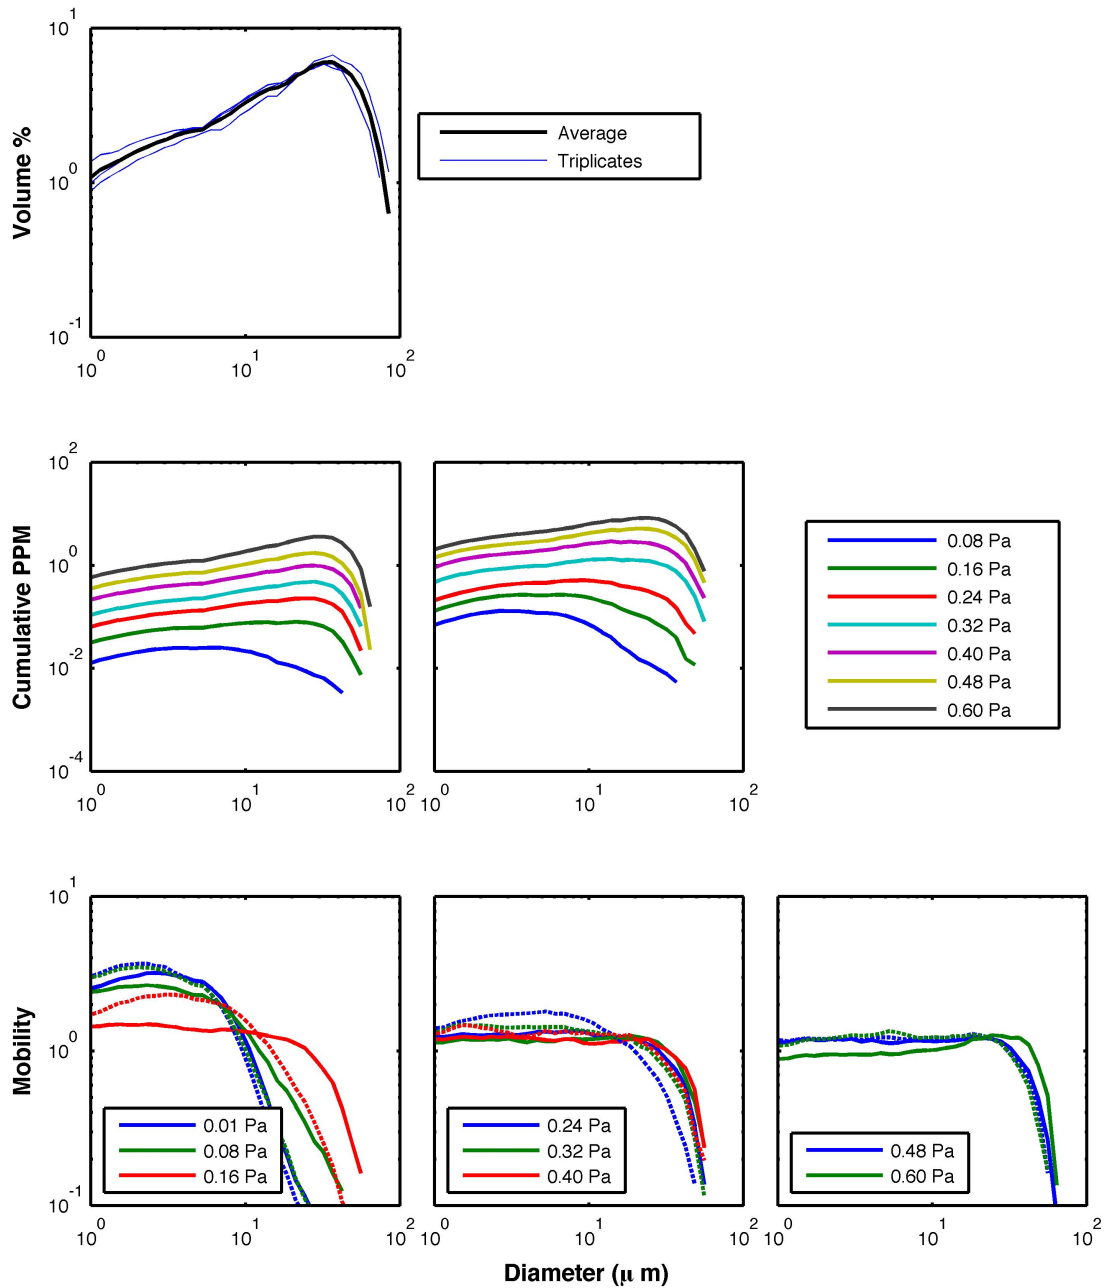 10^1
10^0
10^-1
Volume %
10^0 10^1 10^2
Average
Triplicates
10^2
10^0
10^-2
10^-4
Cumulative PPM
10^0 10^1 10^2
10^0 10^1 10^2
0.08 Pa
0.16 Pa
0.24 Pa
0.32 Pa
0.40 Pa
0.48 Pa
0.60 Pa
10^1
10^0
10^-1
Mobility
0.01 Pa
0.08 Pa
0.16 Pa
0.24 Pa
0.32 Pa
0.40 Pa
0.48 Pa
0.60 Pa
10^0 10^1 10^2
10^0 10^1 10^2
10^0 10^1 10^2
Diameter (μ m)